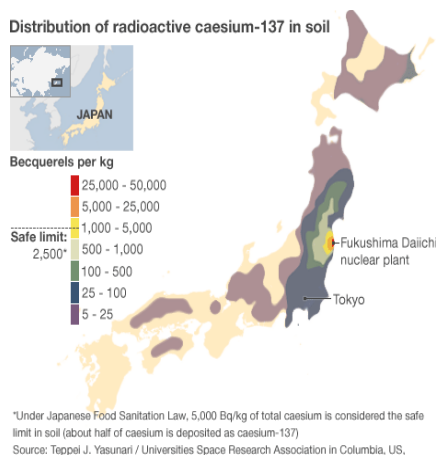 Distribution of radioactive caesium-137 in soil
JAPAN
Becquerels per kg
25,000 - 50,000
5,000 - 25,000
1,000 - 5,000
Safe limit:
2,500*
500 - 1,000
100 - 500
25 - 100
5 - 25
Fukushima Daiichi
nuclear plant
Tokyo
*Under Japanese Food Sanitation Law, 5,000 Bq/kg of total caesium is considered the safe
limit in soil (about half of caesium is deposited as caesium-137)
Source: Teppei J. Yasunari / Universities Space Research Association in Columbia, US,